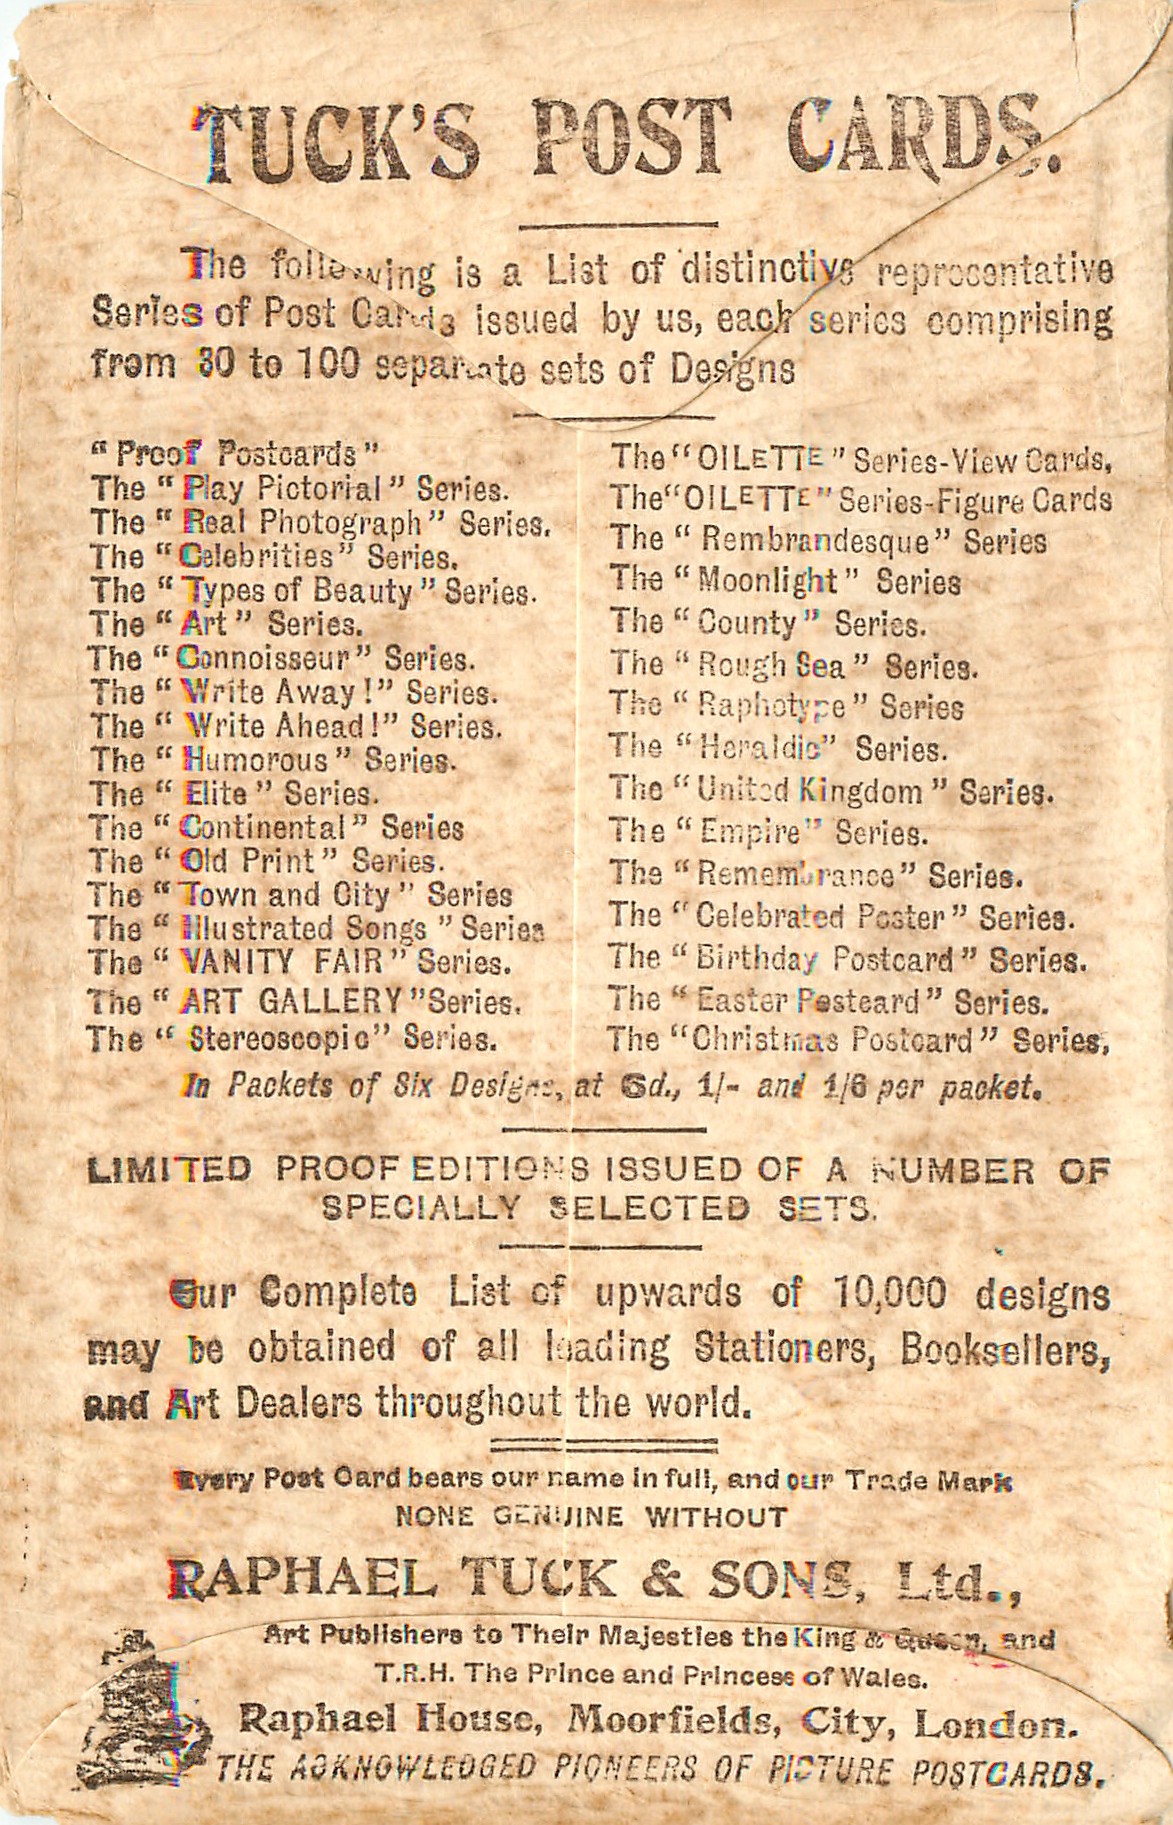 TUCK'S POST CARDS.
The following is a List of distinctive representative
Series of Post Cards issued by us, each series comprising
from 30 to 100 separate sets of Designs
"Proof Postcards"
The "Play Pictorial" Series.
The "Real Photograph" Series.
The "Celebrities" Series.
The "Types of Beauty" Series.
The "Art" Series.
The "Connoisseur" Series.
The "Write Away!" Series.
The "Write Ahead!" Series.
The "Humorous" Series.
The "Elite" Series.
The "Continental" Series
The "Old Print" Series.
The "Town and City" Series
The "Illustrated Songs" Series
The "VANITY FAIR" Series.
The "ART GALLERY" Series.
The "Stereoscopic" Series.
The "OILETTE" Series-View Cards,
The "OILETTE" Series-Figure Cards
The "Rembrandesque" Series
The "Moonlight" Series
The "County" Series.
The "Rough Sea" Series.
The "Raphotype" Series
The "Heraldic" Series.
The "United Kingdom" Series.
The "Empire" Series.
The "Remembrance" Series.
The "Celebrated Poster" Series.
The "Birthday Postcard" Series.
The "Easter Postcard" Series.
The "Christmas Postcard" Series,
In Packets of Six Designs, at 6d., 1/- and 1/6 per packet.
LIMITED PROOF EDITIONS ISSUED OF A NUMBER OF
SPECIALLY SELECTED SETS.
Our Complete List of upwards of 10,000 designs
may be obtained of all leading Stationers, Booksellers,
and Art Dealers throughout the world.
Every Post Card bears our name in full, and our Trade Mark
NONE GENUINE WITHOUT
RAPHAEL TUCK & SONS, Ltd.,
Art Publishers to Their Majesties the King & Queen, and
T.R.H. The Prince and Princess of Wales.
Raphael House, Moorfields, City, London.
THE ACKNOWLEDGED PIONEERS OF PICTURE POSTCARDS.